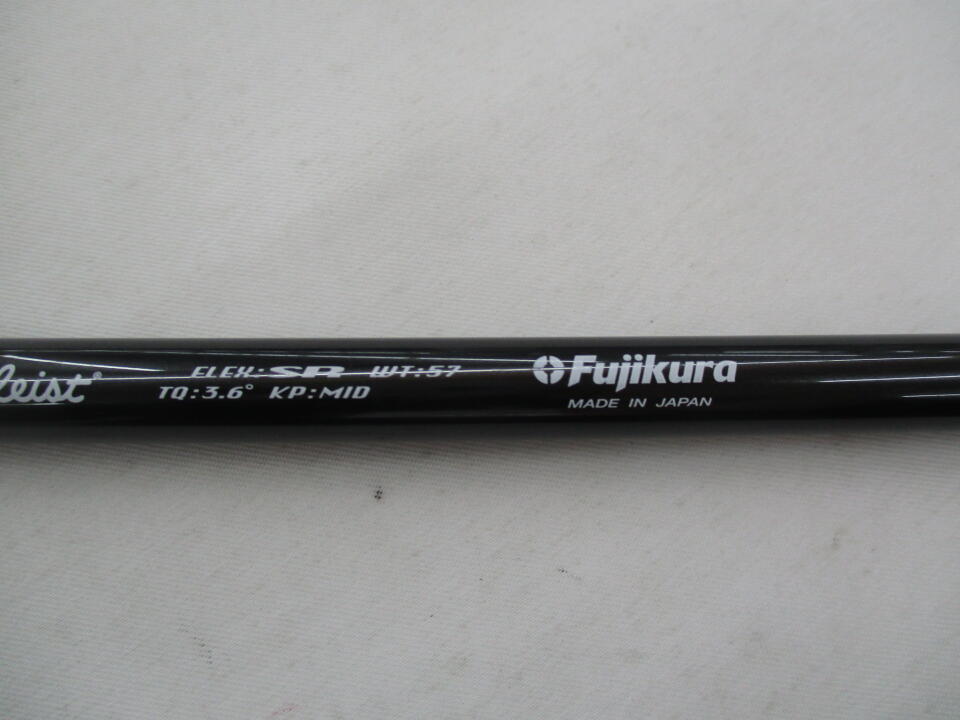 leist®
FLEX:SR WT:57
TQ:3.6° KP:MID
Fujikura
MADE IN JAPAN